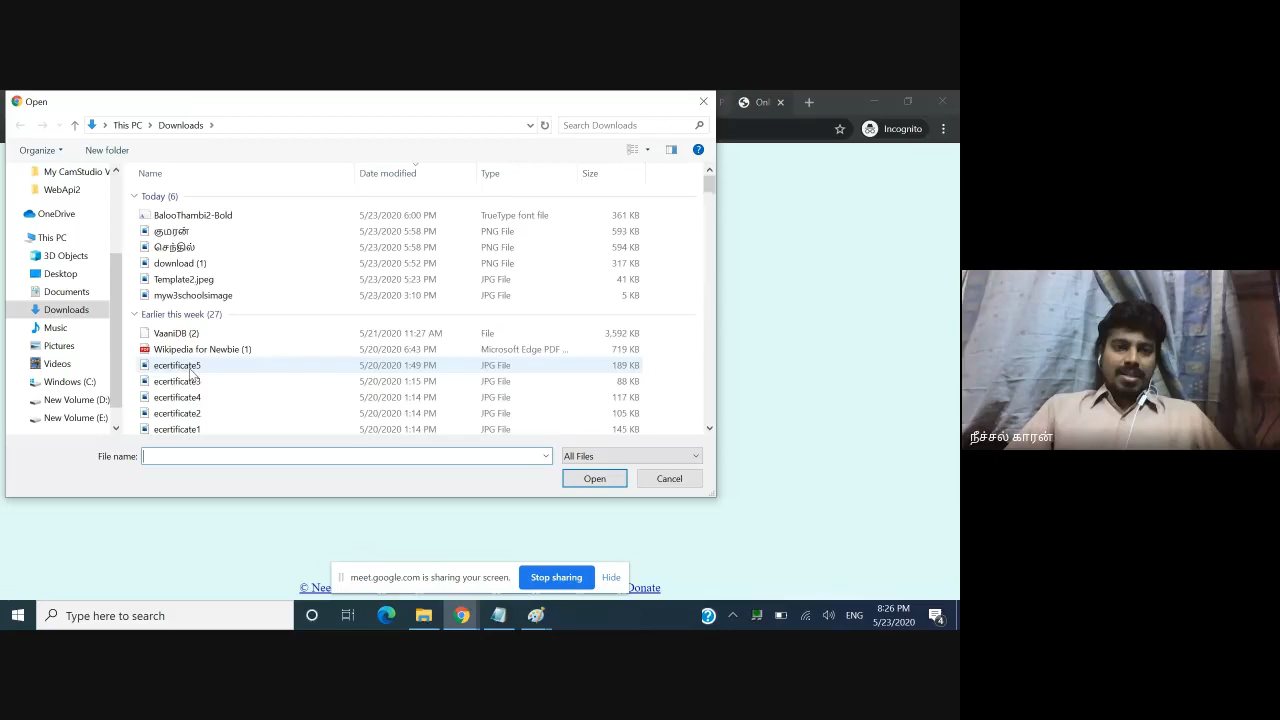 Open
Onl
This PC
Downloads
Search Downloads
Incognito
Organize
New folder
My CamStudio V
WebApi2
OneDrive
This PC
3D Objects
Desktop
Documents
Downloads
Music
Pictures
Videos
Windows (C:)
New Volume (D:)
New Volume (E:)
Name Date modified Type Size
Today (6)
BalooThambi2-Bold 5/23/2020 6:00 PM TrueType font file 361 KB
குமரன் 5/23/2020 5:58 PM PNG File 593 KB
செந்தில் 5/23/2020 5:58 PM PNG File 594 KB
download (1) 5/23/2020 5:52 PM PNG File 317 KB
Template2.jpeg 5/23/2020 5:23 PM JPG File 41 KB
myw3schoolsimage 5/23/2020 3:10 PM JPG File 5 KB
Earlier this week (27)
VaaniDB (2) 5/21/2020 11:27 AM File 3,592 KB
Wikipedia for Newbie (1) 5/20/2020 6:43 PM Microsoft Edge PDF ... 719 KB
ecertificate5 5/20/2020 1:49 PM JPG File 189 KB
ecertificate3 5/20/2020 1:15 PM JPG File 88 KB
ecertificate4 5/20/2020 1:14 PM JPG File 117 KB
ecertificate2 5/20/2020 1:14 PM JPG File 105 KB
ecertificate1 5/20/2020 1:14 PM JPG File 145 KB
File name:
All Files
Open
Cancel
நீச்சல் காரன்
meet.google.com is sharing your screen.
Stop sharing
Hide
© Nee
Donate
Type here to search
ENG
8:26 PM
5/23/2020
4